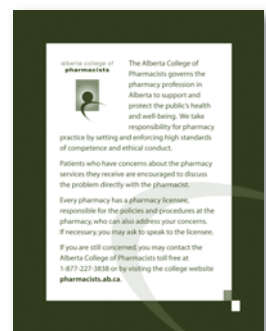 alberta college of
pharmacists
The Alberta College of
Pharmacists governs the
pharmacy profession in
Alberta to support and
protect the public's health
and well-being. We take
responsibility for pharmacy
practice by setting and enforcing high standards
of competence and ethical conduct.
Patients who have concerns about the pharmacy
services they receive are encouraged to discuss
the problem directly with the pharmacist.
Every pharmacy has a pharmacy licensee,
responsible for the policies and procedures at the
pharmacy, who can also address your concerns.
If necessary, you may ask to speak to the licensee.
If you are still concerned, you may contact the
Alberta College of Pharmacists toll free at
1-877-227-3838 or by visiting the college website
pharmacists.ab.ca.